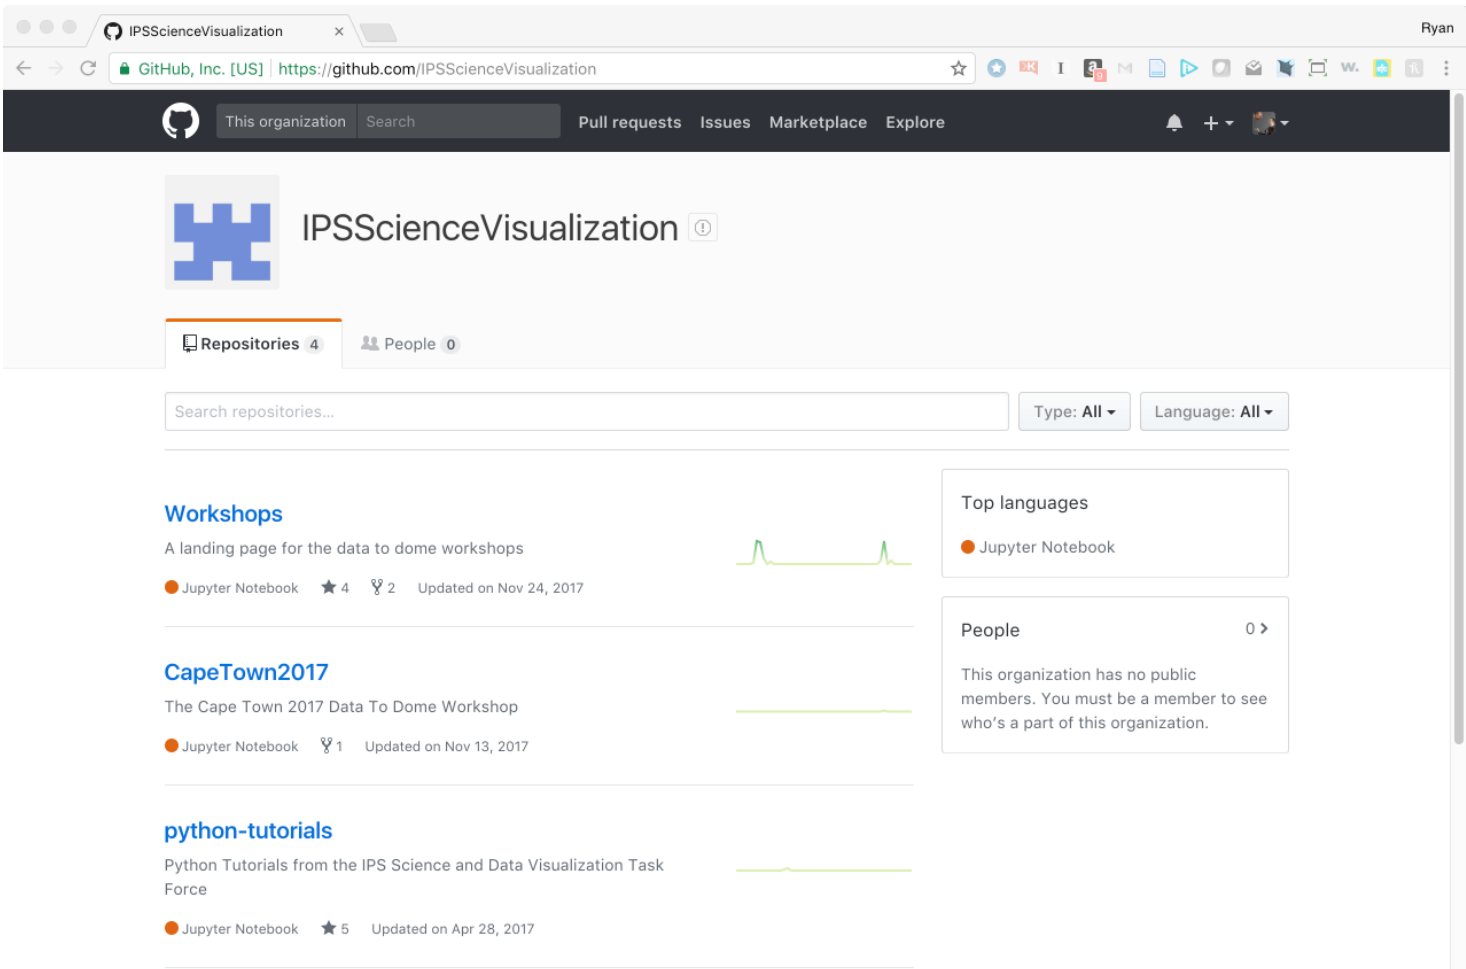 IPSScienceVisualization
Ryan
GitHub, Inc. [US] https://github.com/IPSScienceVisualization
This organization Search Pull requests Issues Marketplace Explore
IPSScienceVisualization
Repositories 4 People 0
Search repositories... Type: All Language: All
Workshops
A landing page for the data to dome workshops
Jupyter Notebook 4 2 Updated on Nov 24, 2017
CapeTown2017
The Cape Town 2017 Data To Dome Workshop
Jupyter Notebook 1 Updated on Nov 13, 2017
python-tutorials
Python Tutorials from the IPS Science and Data Visualization Task
Force
Jupyter Notebook 5 Updated on Apr 28, 2017
Top languages
Jupyter Notebook
People 0
This organization has no public
members. You must be a member to see
who's a part of this organization.